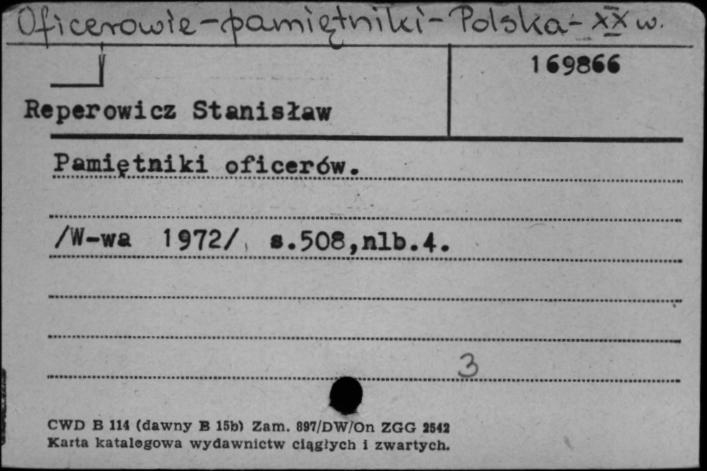 Oficerowie-pamiętniki-Polska-XX w.
169866
Reperowicz Stanisław
Pamiętniki oficerów.
/W-wa 1972/ s.508,nlb.4.
3
CWD B 114 (dawny B 15b) Zam. 897/DW/On ZGG 2542
Karta katalogowa wydawnictw ciągłych i zwartych.